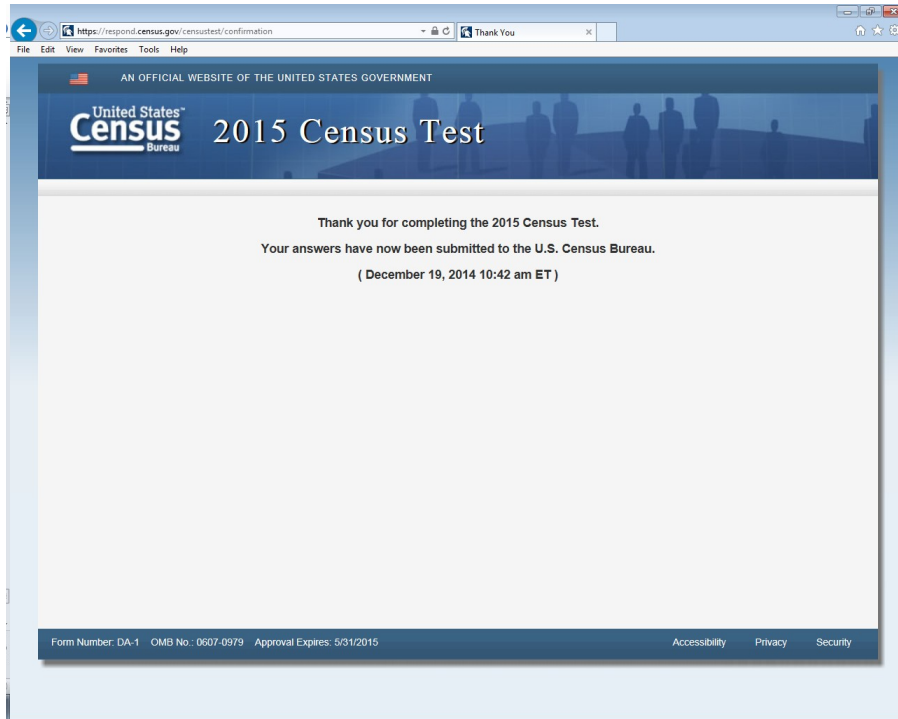 https://respond.census.gov/censustest/confirmation
Thank You
File Edit View Favorites Tools Help
AN OFFICIAL WEBSITE OF THE UNITED STATES GOVERNMENT
United States™
Census
Bureau
2015 Census Test
Thank you for completing the 2015 Census Test.
Your answers have now been submitted to the U.S. Census Bureau.
( December 19, 2014 10:42 am ET )
Form Number: DA-1 OMB No.: 0607-0979 Approval Expires: 5/31/2015 Accessibility Privacy Security